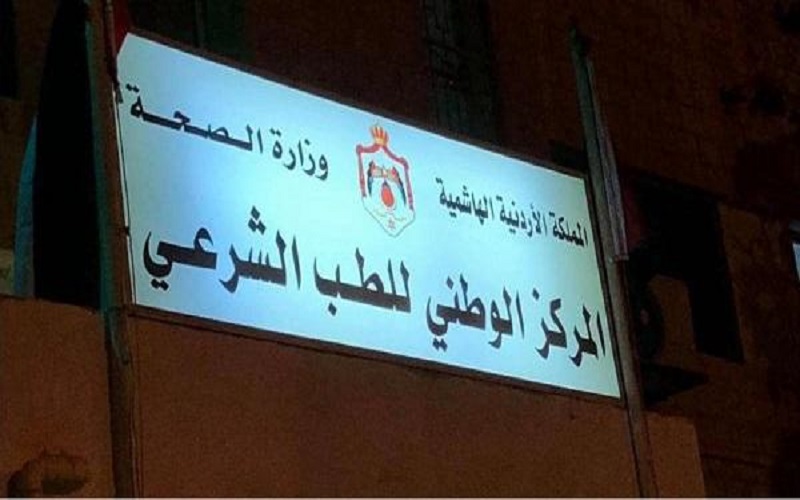 المملكة الأردنية الهاشمية وزارة الصحة
المركز الوطني للطب الشرعي